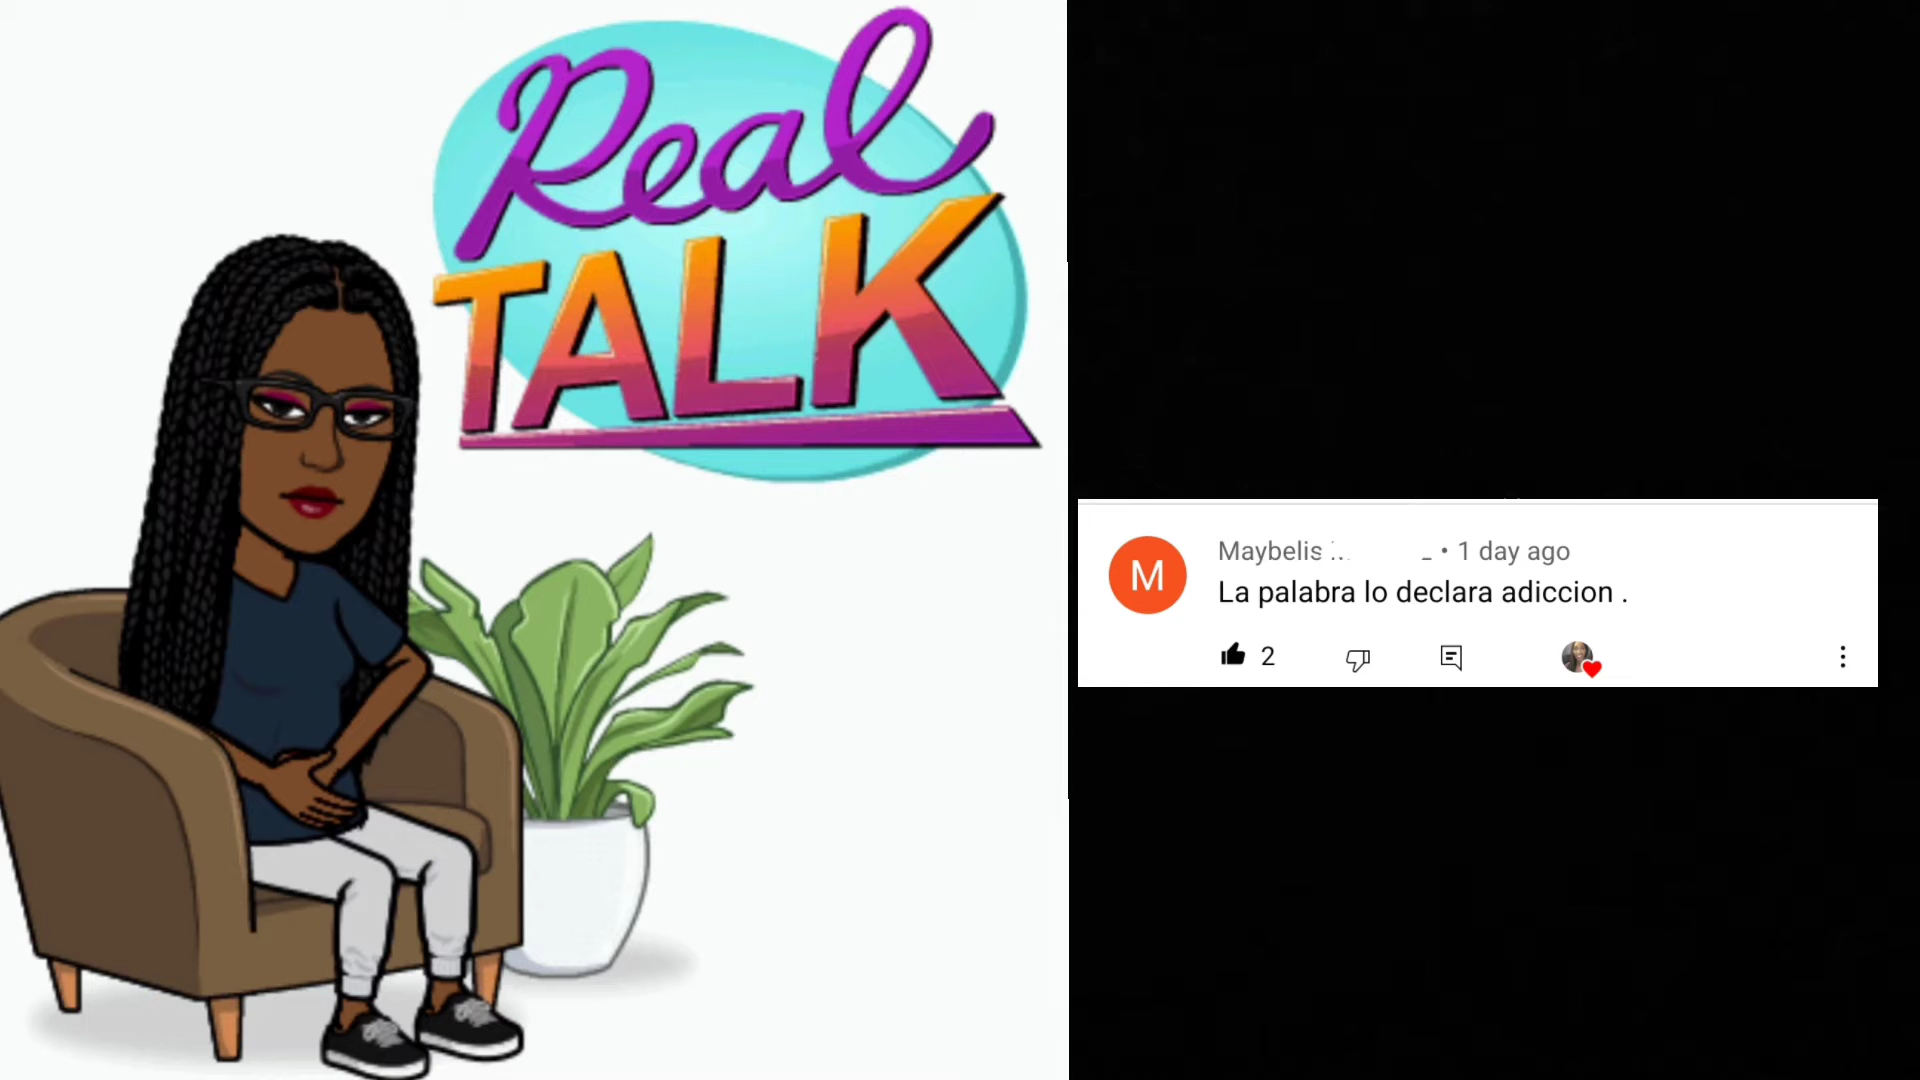 Real
TALK
M
Maybelis • 1 day ago
La palabra lo declara adiccion .
2